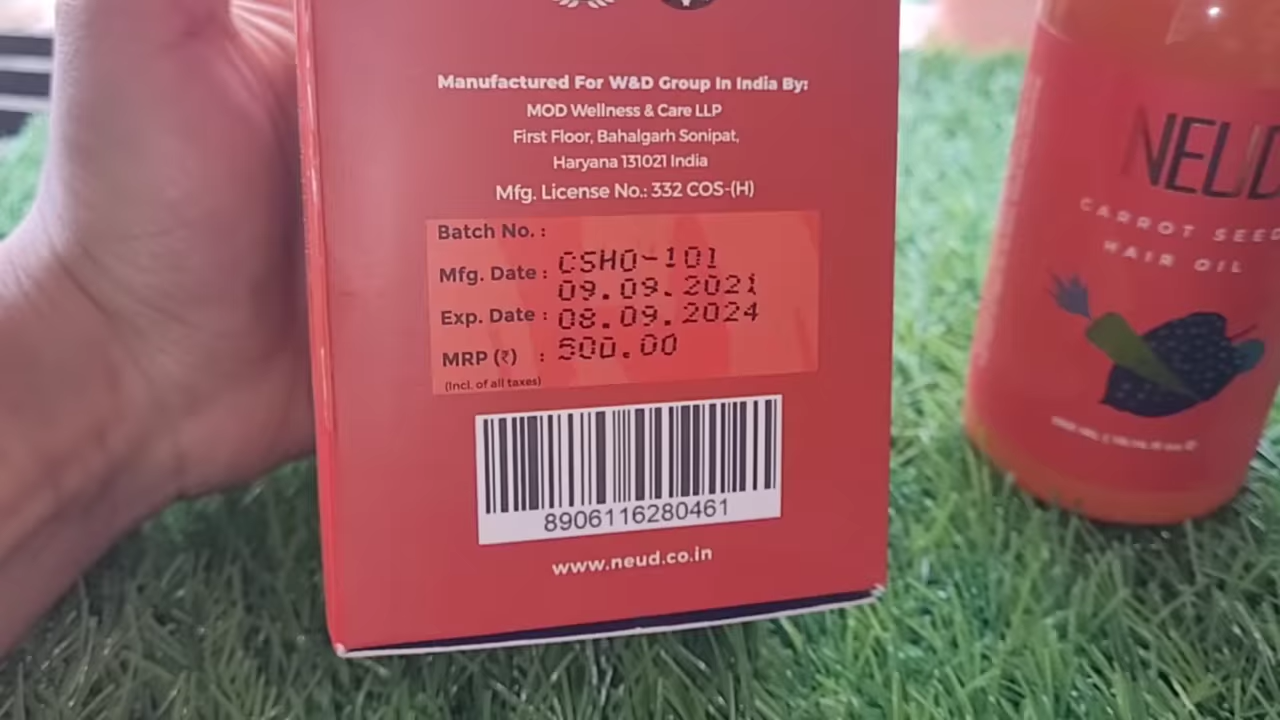 Manufactured For W&D Group In India By:
MOD Wellness & Care LLP
First Floor, Bahalgarh Sonipat,
Haryana 131021 India
Mfg. License No.: 332 COS-(H)
Batch No. :
Mfg. Date : CSHO-101
09.09.2021
Exp. Date : 08.09.2024
MRP (₹) : 500.00
(Incl. of all taxes)
8906116280461
www.neud.co.in
NEUD
CARROT SEED
HAIR OIL